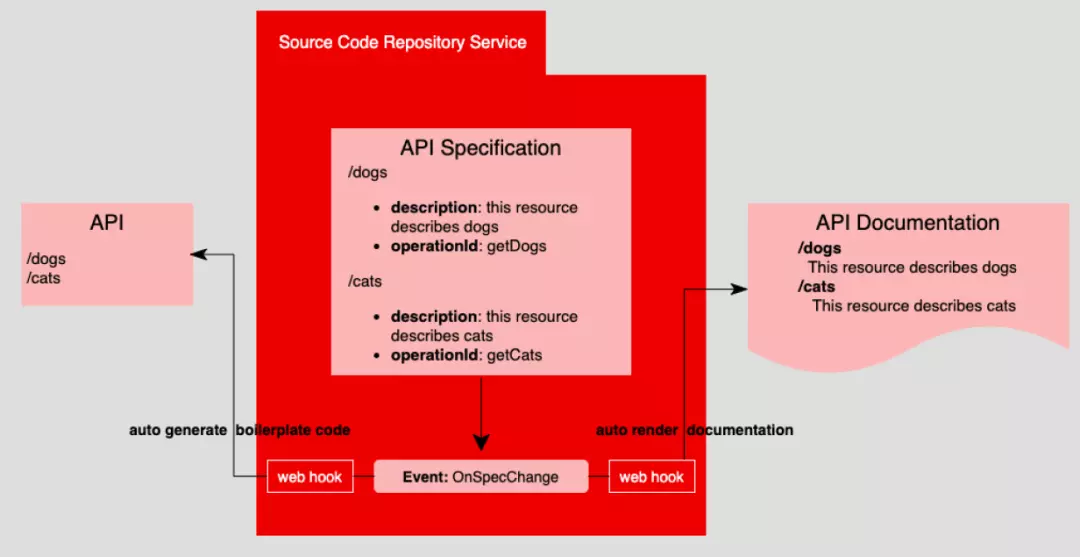 Source Code Repository Service
API Specification
/dogs
• description: this resource
describes dogs
• operationId: getDogs
/cats
• description: this resource
describes cats
• operationId: getCats
API
/dogs
/cats
API Documentation
/dogs
This resource describes dogs
/cats
This resource describes cats
auto generate boilerplate code
auto render documentation
web hook
Event: OnSpecChange
web hook